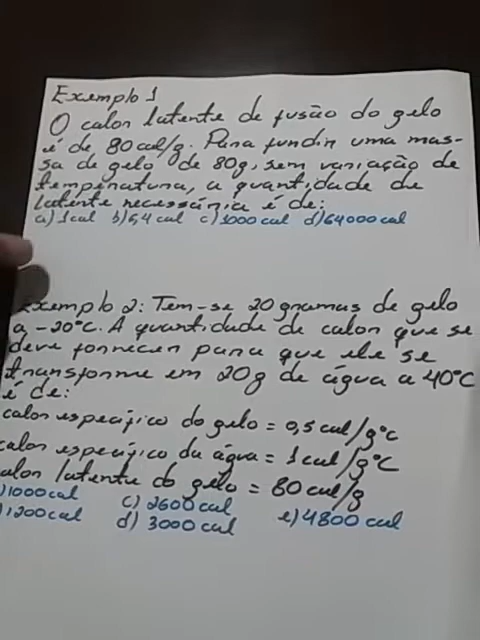 Exemplo 1
O calor latente de fusão do gelo
é de 80 cal/g. Para fundir uma mas-
sa de gelo de 80g, sem variação de
temperatura, a quantidade de
latente necessária é de:
a) 1 cal b) 6,4 cal c) 1000 cal d) 64000 cal
Exemplo 2: Tem-se 20 gramas de gelo
a -20°C. A quantidade de calor que se
deve fornecer para que ele se
transforme em 20g de água a 40°C
é de:
calor específico do gelo = 0,5 cal/g°C
calor específico da água = 1 cal/g°C
calor latente do gelo = 80 cal/g
) 1000 cal c) 2600 cal
) 1200 cal d) 3000 cal e) 4800 cal